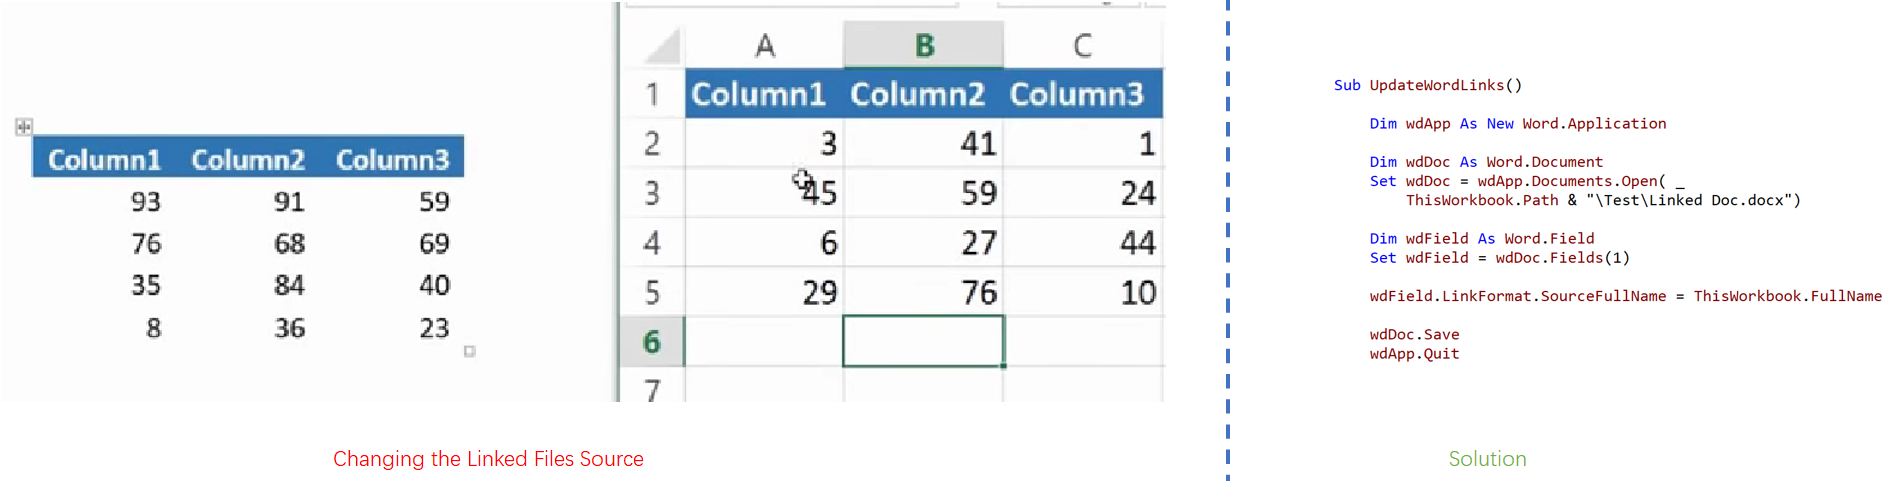 Column1 Column2 Column3
93 91 59
76 68 69
35 84 40
8 36 23
A B C
1 Column1 Column2 Column3
2 3 41 1
3 45 59 24
4 6 27 44
5 29 76 10
6
7
Changing the Linked Files Source
Sub UpdateWordLinks()
Dim wdApp As New Word.Application
Dim wdDoc As Word.Document
Set wdDoc = wdApp.Documents.Open( _
ThisWorkbook.Path & "\Test\Linked Doc.docx")
Dim wdField As Word.Field
Set wdField = wdDoc.Fields(1)
wdField.LinkFormat.SourceFullName = ThisWorkbook.FullName
wdDoc.Save
wdApp.Quit
Solution